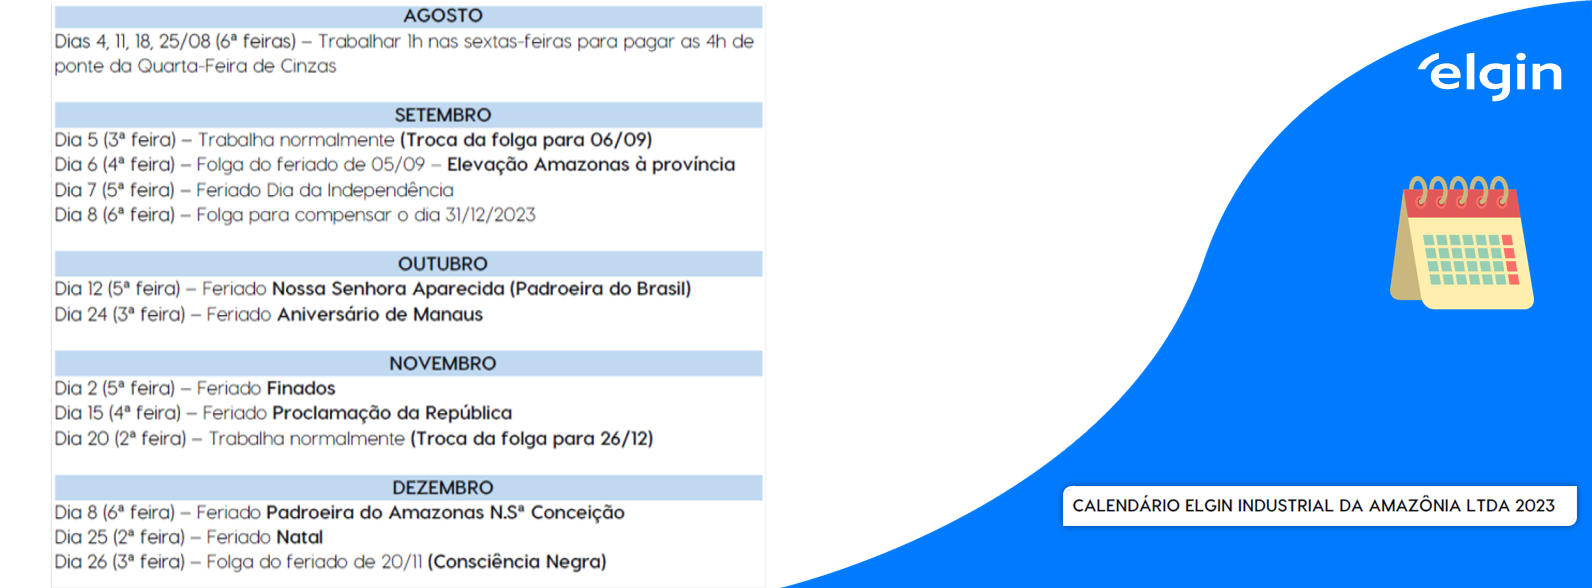 AGOSTO
Dias 4, 11, 18, 25/08 (6ª feiras) – Trabalhar 1h nas sextas-feiras para pagar as 4h de
ponte da Quarta-Feira de Cinzas
SETEMBRO
Dia 5 (3ª feira) – Trabalha normalmente (Troca da folga para 06/09)
Dia 6 (4ª feira) – Folga do feriado de 05/09 – Elevação Amazonas à província
Dia 7 (5ª feira) – Feriado Dia da Independência
Dia 8 (6ª feira) – Folga para compensar o dia 31/12/2023
OUTUBRO
Dia 12 (5ª feira) – Feriado Nossa Senhora Aparecida (Padroeira do Brasil)
Dia 24 (3ª feira) – Feriado Aniversário de Manaus
NOVEMBRO
Dia 2 (5ª feira) – Feriado Finados
Dia 15 (4ª feira) – Feriado Proclamação da República
Dia 20 (2ª feira) – Trabalha normalmente (Troca da folga para 26/12)
DEZEMBRO
Dia 8 (6ª feira) – Feriado Padroeira do Amazonas N.Sª Conceição
Dia 25 (2ª feira) – Feriado Natal
Dia 26 (3ª feira) – Folga do feriado de 20/11 (Consciência Negra)
elgin
CALENDÁRIO ELGIN INDUSTRIAL DA AMAZÔNIA LTDA 2023